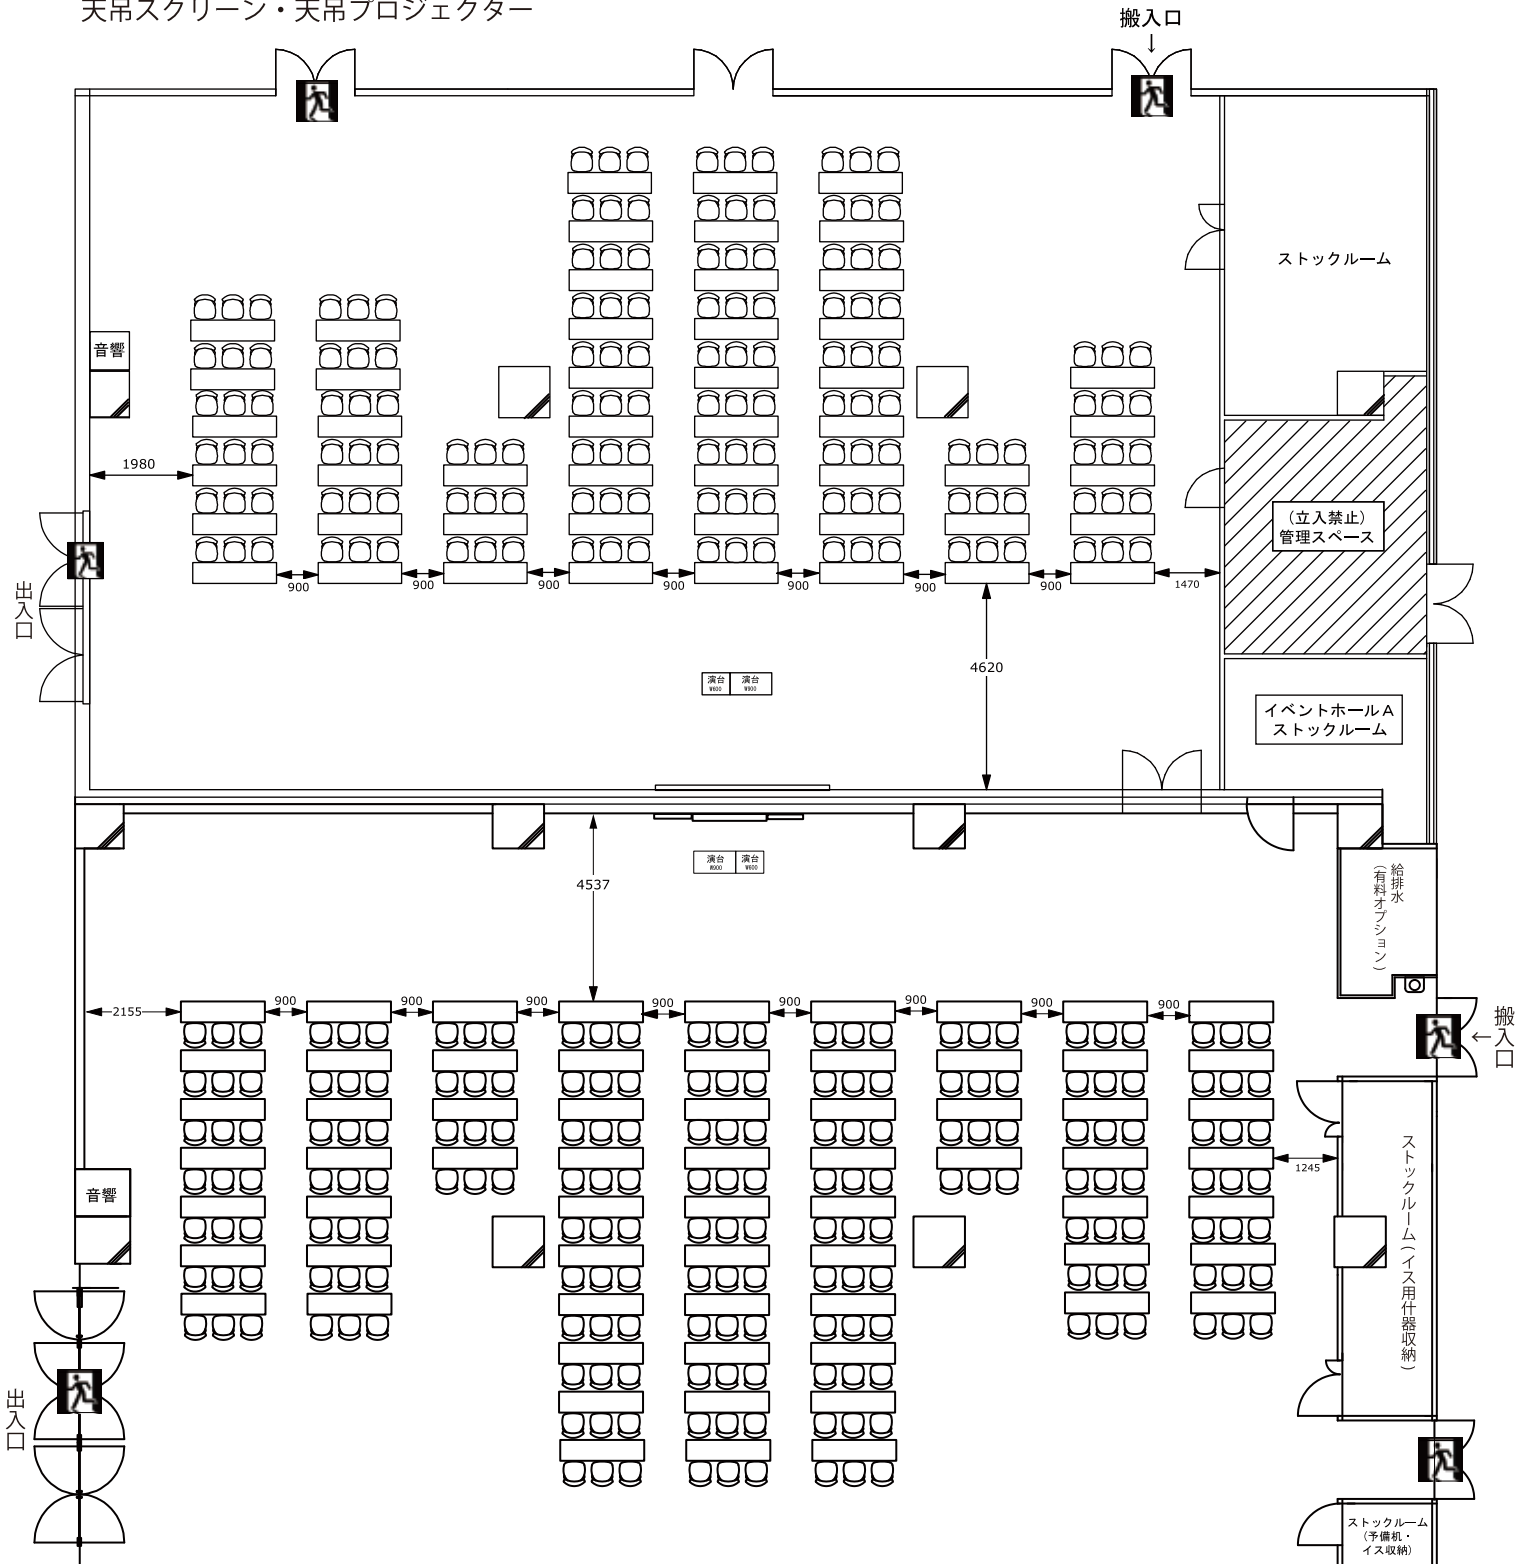 天吊スクリーン・天吊プロジェクター
搬入口
↓
ストックルーム
音響
1980
(立入禁止)
管理スペース
出入口
900
900
900
900
900
900
900
1470
4620
演台
W600
演台
W900
イベントホールA
ストックルーム
4537
演台
W900
演台
W600
給排水
(有料オプション)
2155
900
900
900
900
900
900
900
900
←搬入口
1245
音響
ストックルーム(イス用什器収納)
出入口
ストックルーム
(予備机・
イス収納)